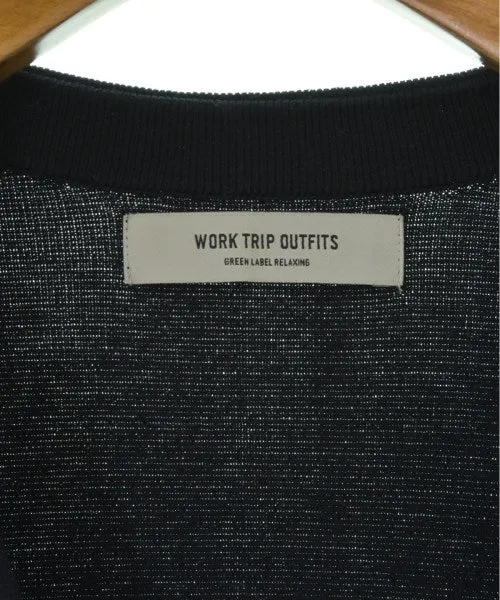 WORK TRIP OUTFITS
GREEN LABEL RELAXING